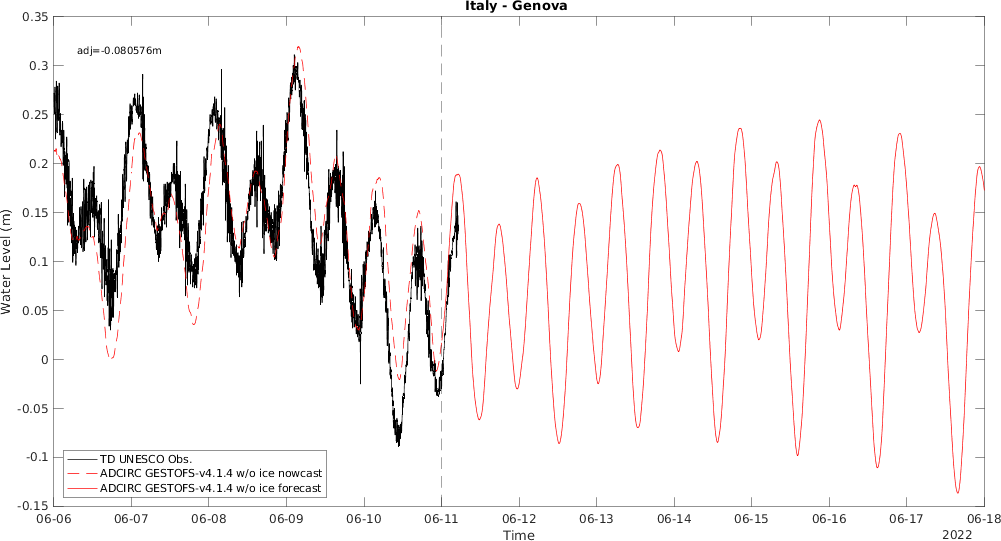 Italy - Genova
adj=-0.080576m
0.35
0.3
0.25
0.2
0.15
0.1
0.05
0
-0.05
-0.1
-0.15
Water Level (m)
TD UNESCO Obs.
ADCIRC GESTOFS-v4.1.4 w/o ice nowcast
ADCIRC GESTOFS-v4.1.4 w/o ice forecast
06-06 06-07 06-08 06-09 06-10 06-11 06-12 06-13 06-14 06-15 06-16 06-17 06-18
Time
2022